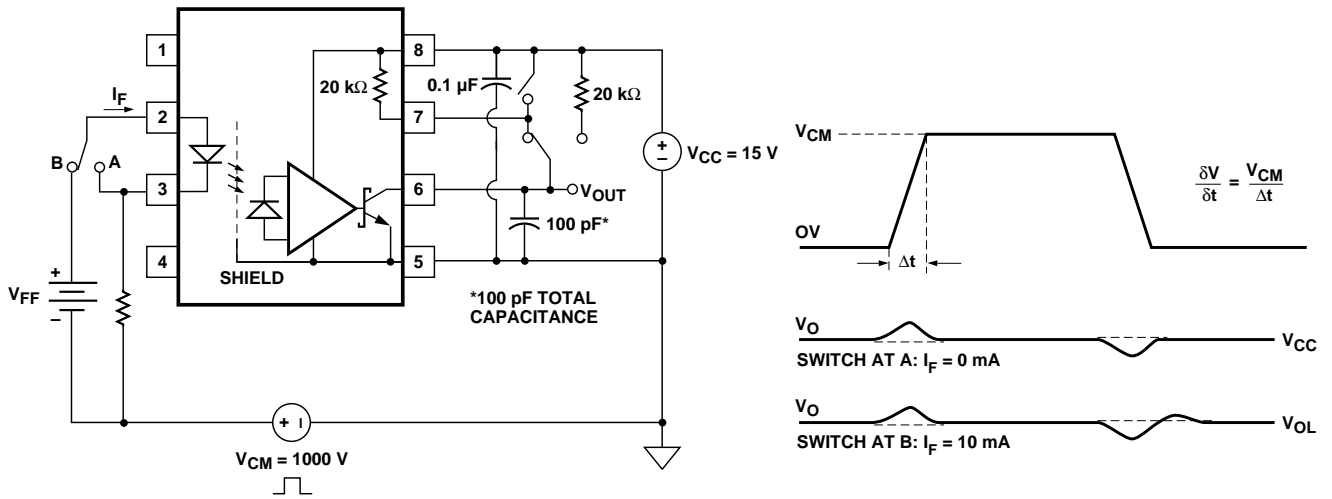 1
8
20 kΩ
0.1 µF
20 kΩ
I_F
2
7
B
A
V_CC = 15 V
3
6
V_OUT
100 pF*
4
SHIELD
5
V_FF
*100 pF TOTAL
CAPACITANCE
V_CM = 1000 V
V_CM
δV/δt = V_CM/Δt
OV
Δt
V_O
V_CC
SWITCH AT A: I_F = 0 mA
V_O
V_OL
SWITCH AT B: I_F = 10 mA